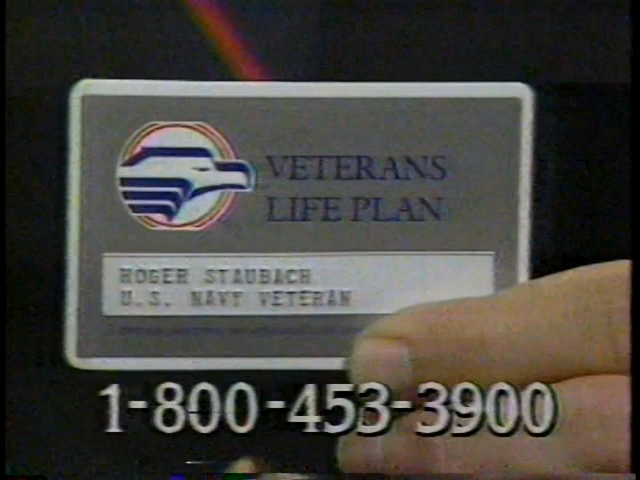 VETERANS
LIFE PLAN
ROGER STAUBACH
U.S. NAVY VETERAN
1-800-453-3900